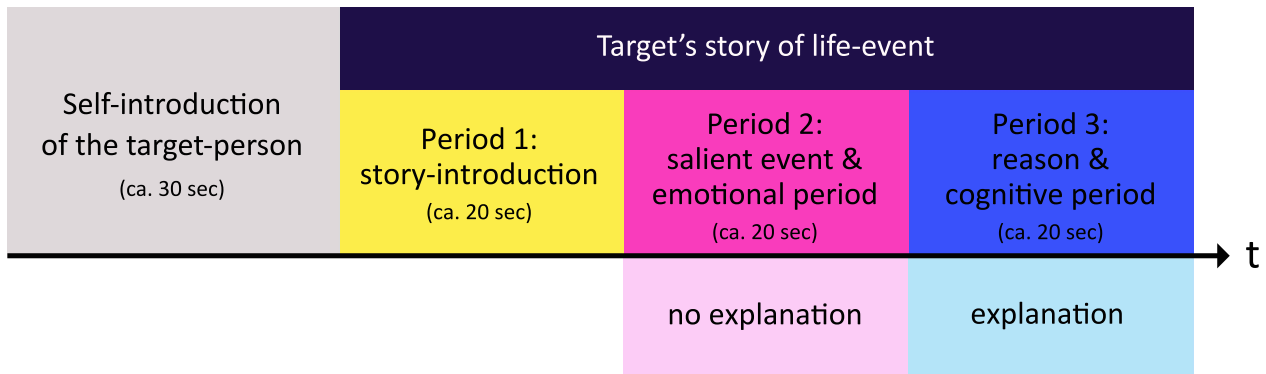 Target’s story of life-event
Self-introduction
of the target-person
(ca. 30 sec)
Period 1:
story-introduction
(ca. 20 sec)
Period 2:
salient event &
emotional period
(ca. 20 sec)
Period 3:
reason &
cognitive period
(ca. 20 sec)
t
no explanation
explanation